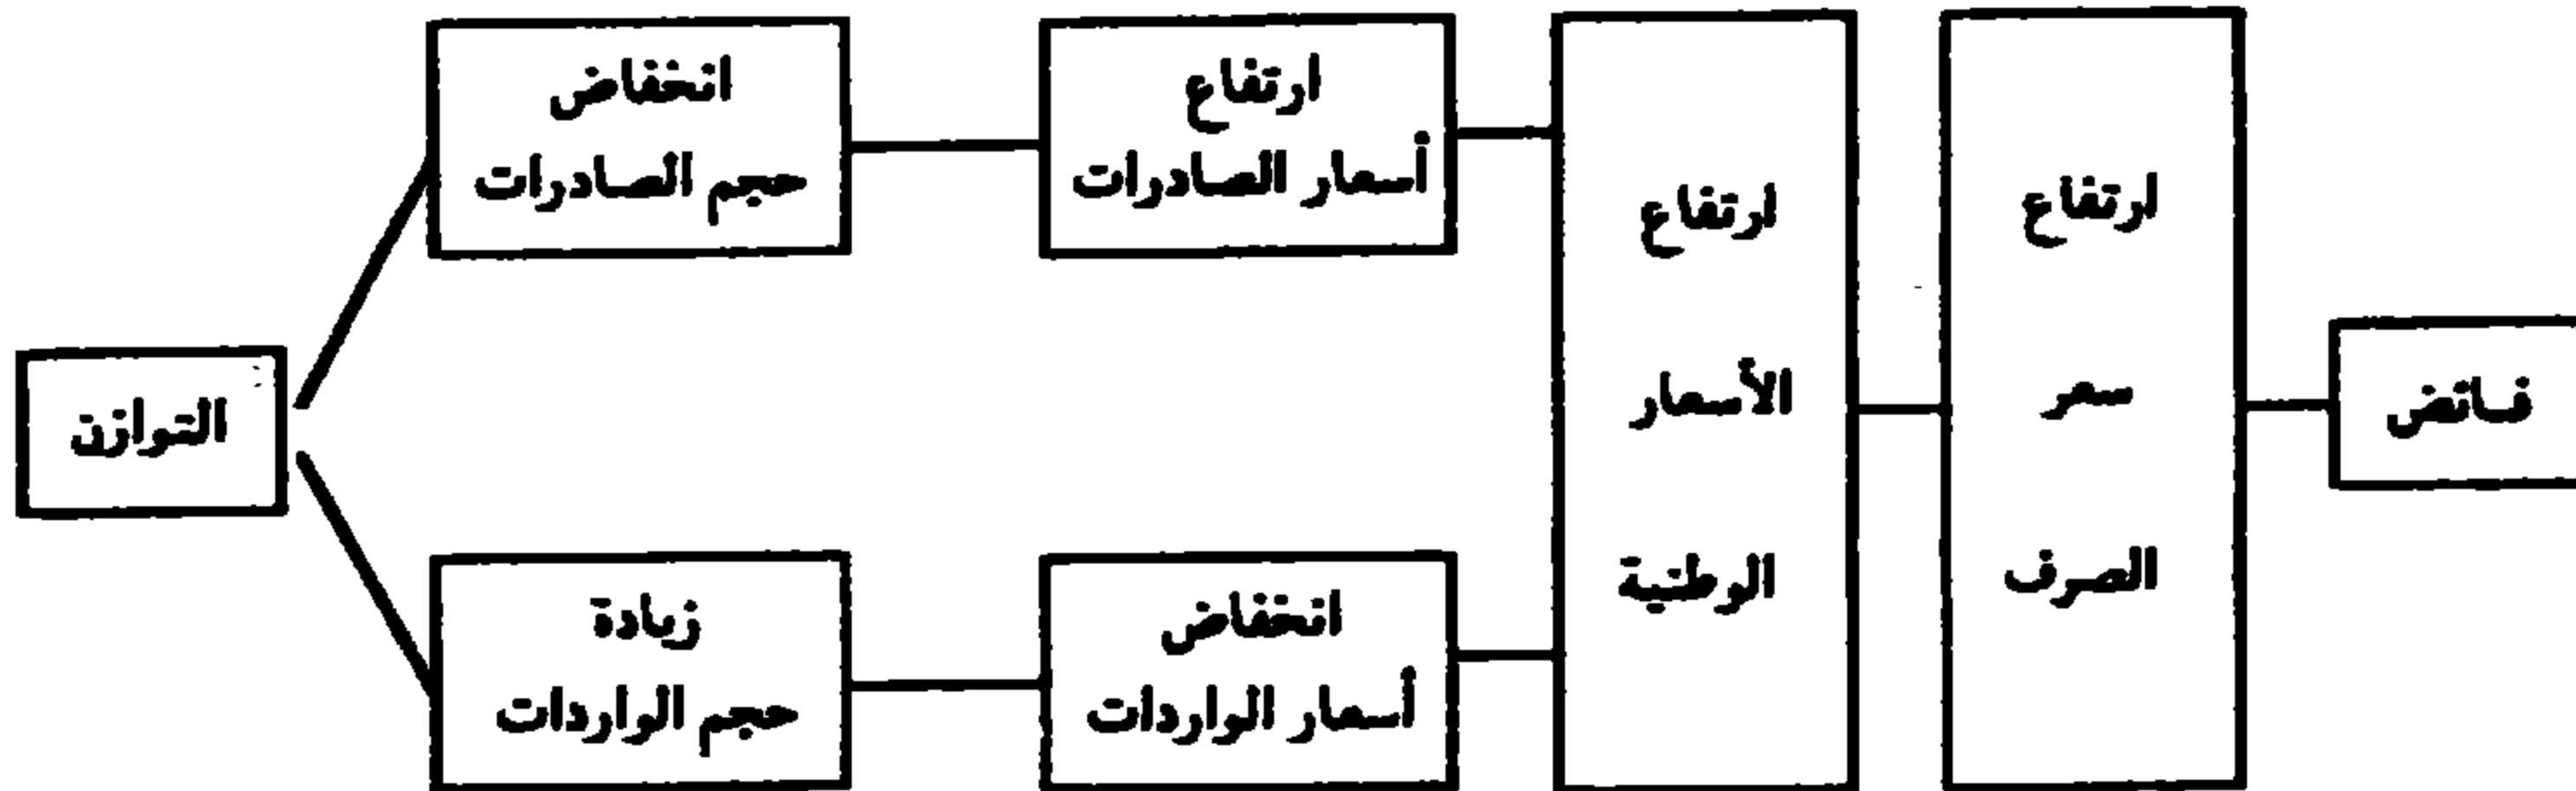 فائض
ارتفاع
سعر
الصرف
ارتفاع
الأسعار
الوطنية
ارتفاع
أسعار الصادرات
انخفاض
حجم الصادرات
انخفاض
أسعار الواردات
زيادة
حجم الواردات
التوازن